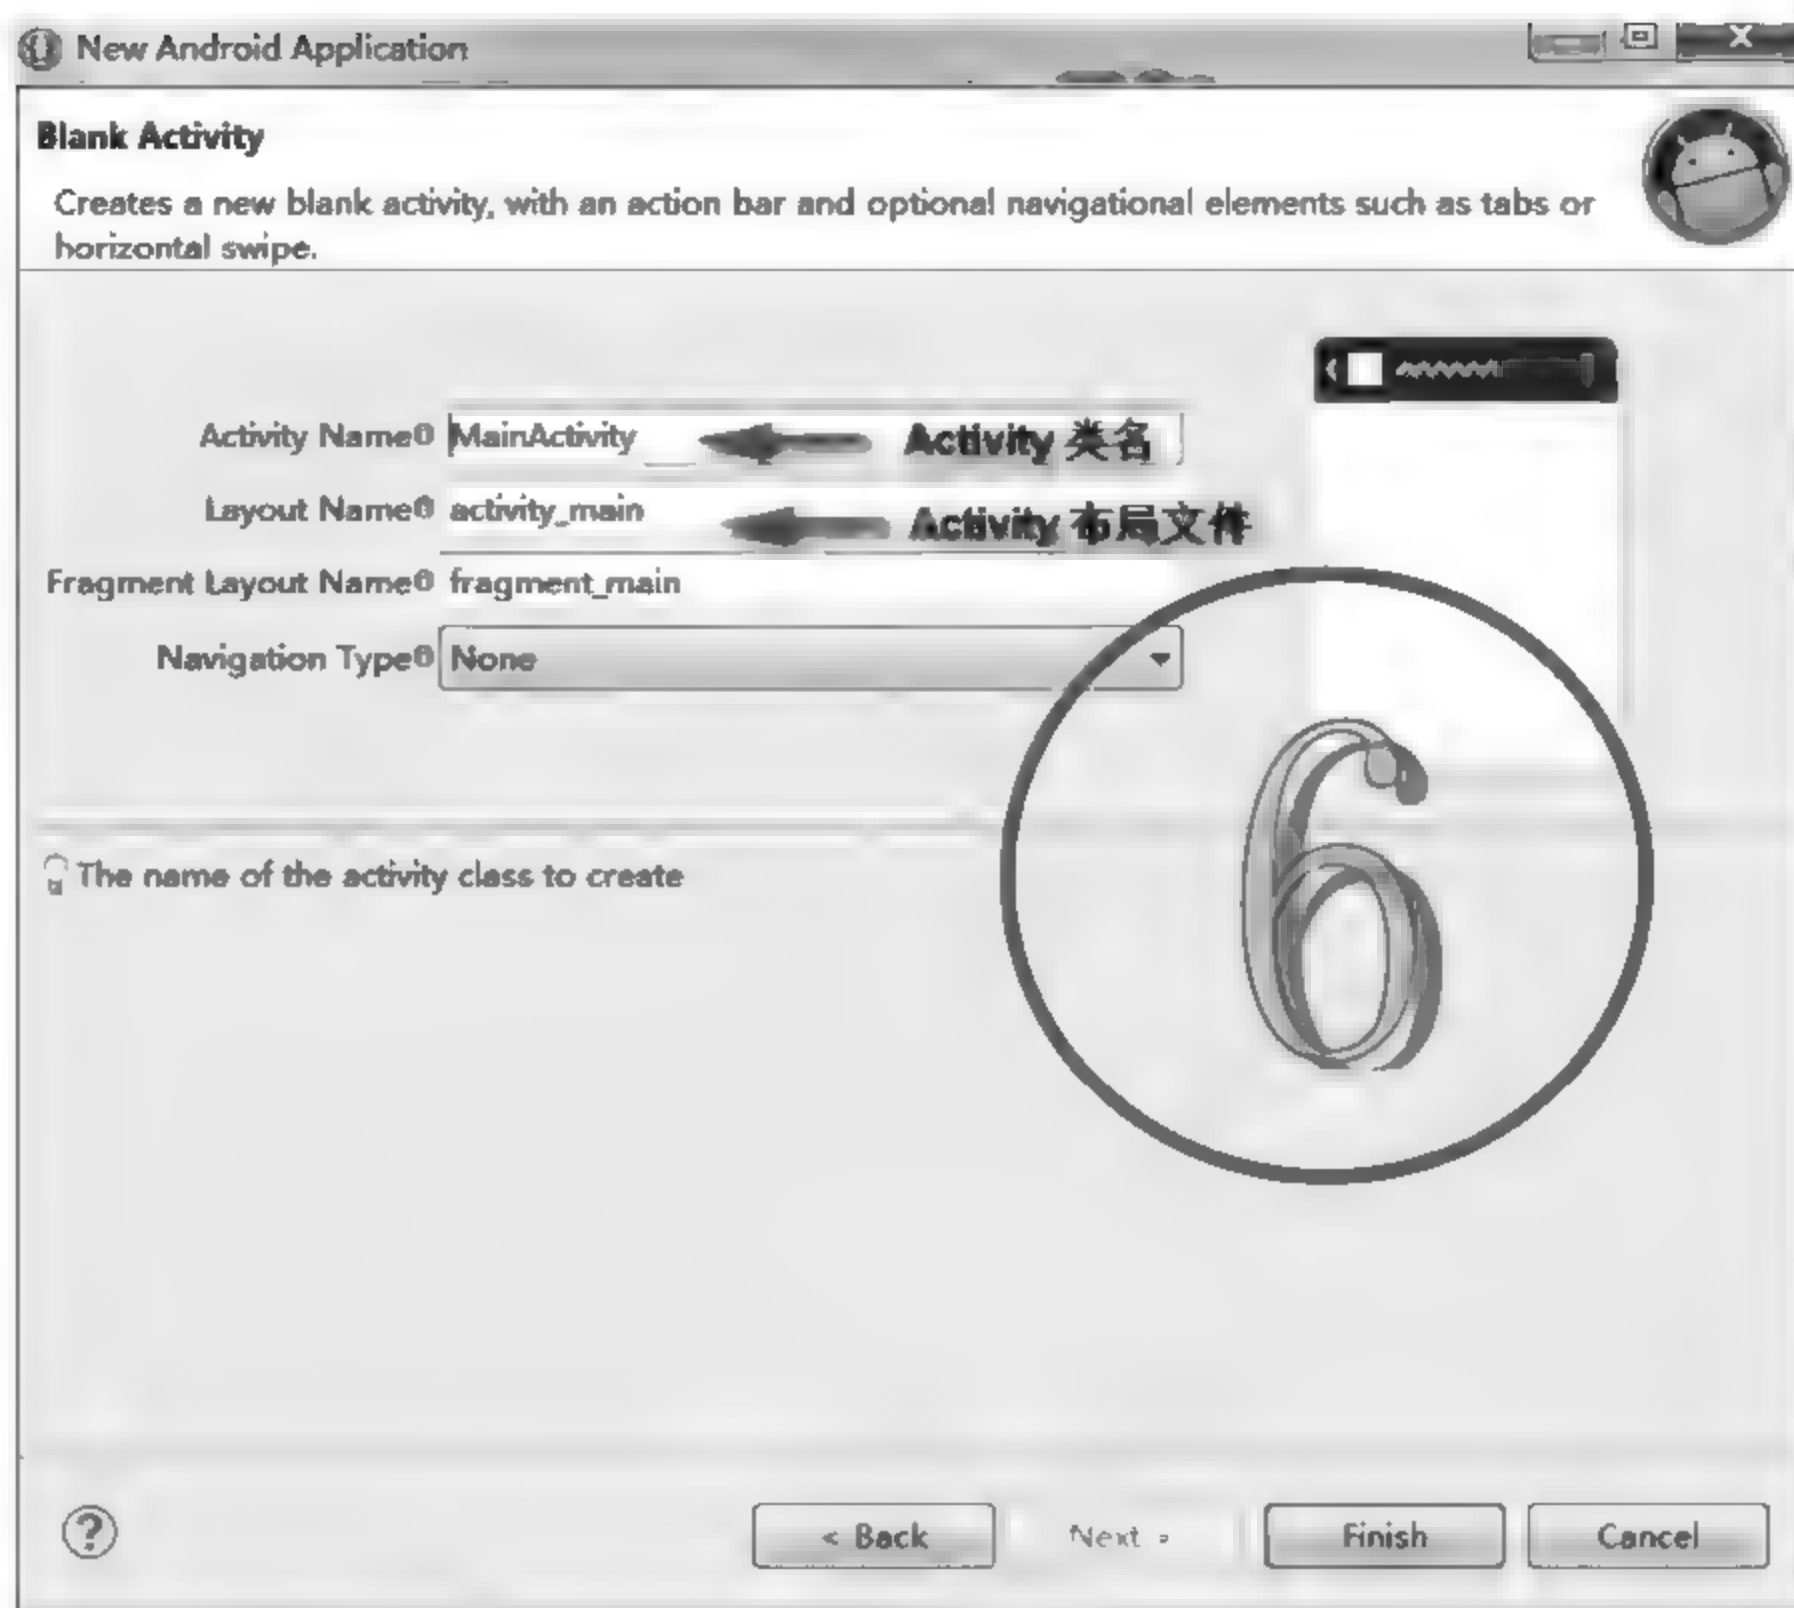 New Android Application
Blank Activity
Creates a new blank activity, with an action bar and optional navigational elements such as tabs or
horizontal swipe.
Activity Name MainActivity Activity 类名
Layout Name activity_main Activity 布局文件
Fragment Layout Name fragment_main
Navigation Type None
6
The name of the activity class to create
? < Back Next > Finish Cancel